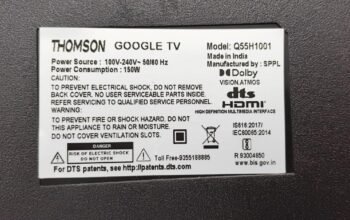 THOMSON GOOGLE TV
Model: Q55H1001
Power Source : 100V-240V~ 50/60 Hz
Made in India
Power Consumption : 150W
Manufactured by : SPPL
Dolby
VISION·ATMOS
TO PREVENT ELECTRICAL SHOCK, DO NOT REMOVE
BACK COVER. NO USER SERVICEABLE PARTS INSIDE.
REFER SERVICING TO QUALIFIED SERVICE
PERSONNEL.
dts
HDMI
HIGH DEFINITION MULTIMEDIA INTERFACE
TO PREVENT FIRE OR SHOCK HAZARD, DO NOT
EXPOSE THIS APPLIANCE TO RAIN OR MOISTURE.
DO NOT COVER VENTILATION SLOTS.
IS616:2017/
IEC60065:2014
DANGER
RISK OF ELECTRIC SHOCK
DO NOT OPEN
Toll Free :-9355188885
For DTS patents, see http://patents.dts.com
R 93004850
www.bis.gov.in